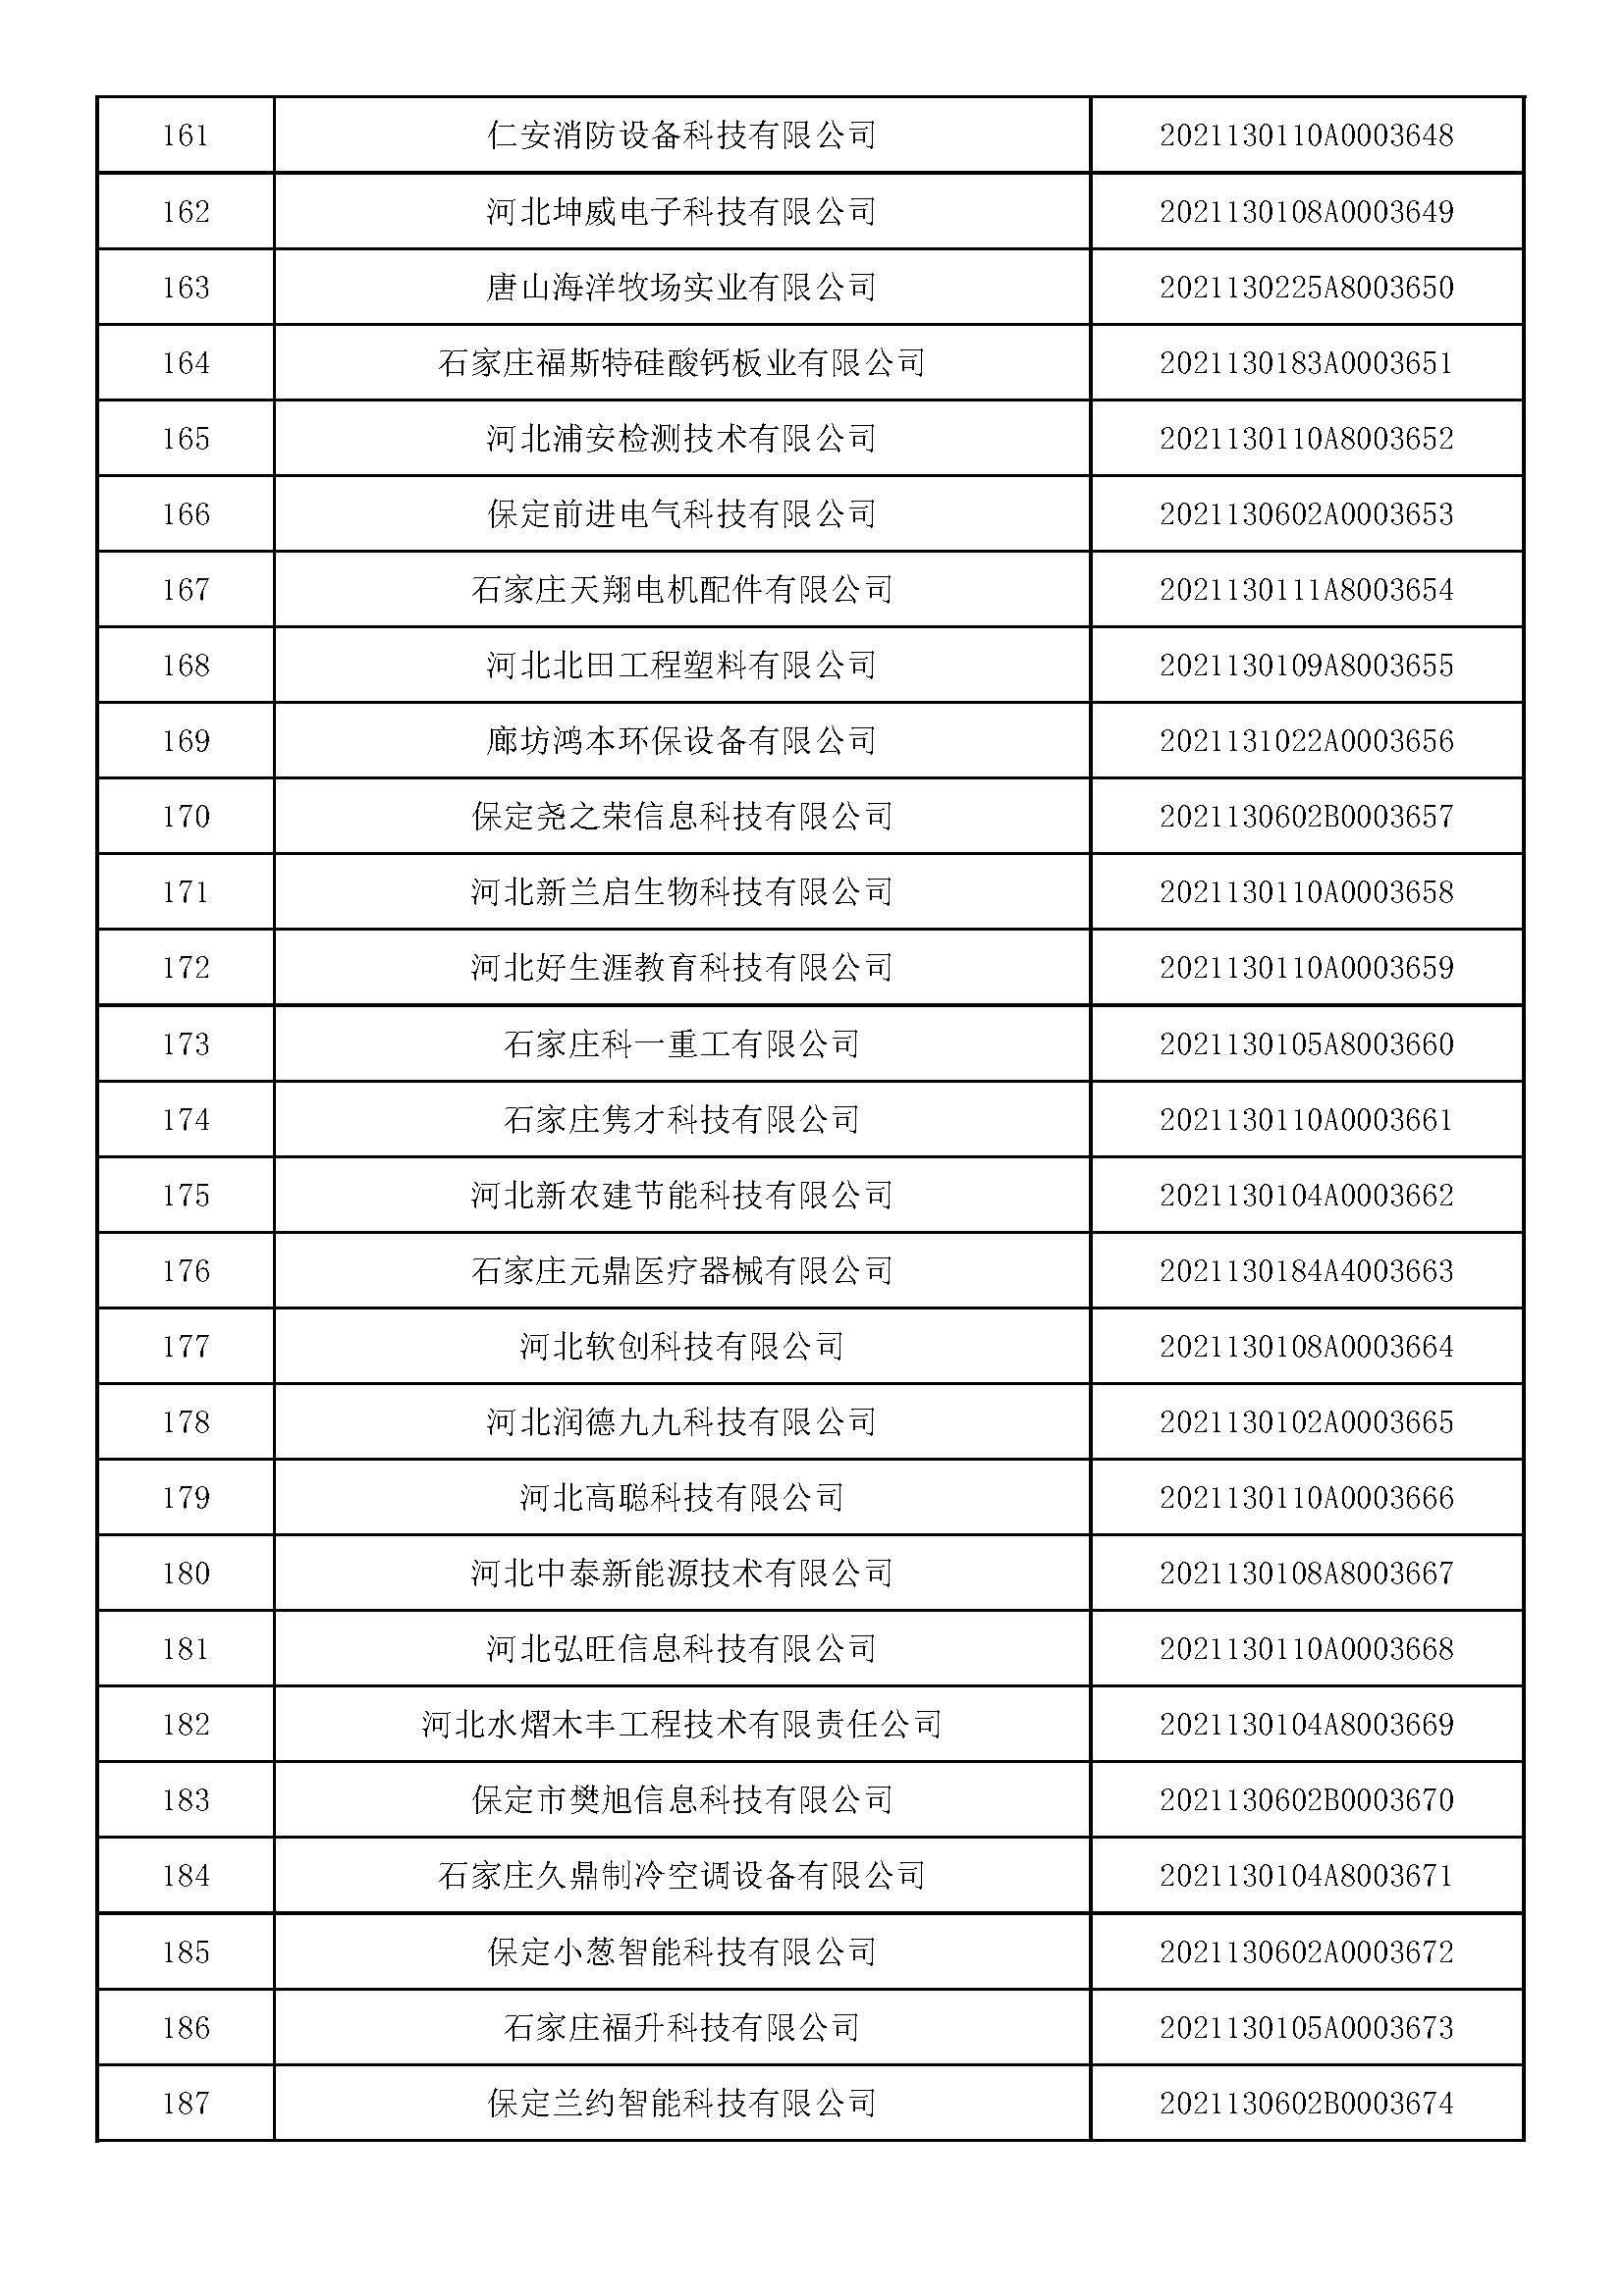 161 仁安消防设备科技有限公司 2021130110A0003648
162 河北坤威电子科技有限公司 2021130108A0003649
163 唐山海洋牧场实业有限公司 2021130225A8003650
164 石家庄福斯特硅酸钙板业有限公司 2021130183A0003651
165 河北浦安检测技术有限公司 2021130110A8003652
166 保定前进电气科技有限公司 2021130602A0003653
167 石家庄天翔电机配件有限公司 2021130111A8003654
168 河北北田工程塑料有限公司 2021130109A8003655
169 廊坊鸿本环保设备有限公司 2021131022A0003656
170 保定尧之荣信息科技有限公司 2021130602B0003657
171 河北新兰启生物科技有限公司 2021130110A0003658
172 河北好生涯教育科技有限公司 2021130110A0003659
173 石家庄科一重工有限公司 2021130105A8003660
174 石家庄隽才科技有限公司 2021130110A0003661
175 河北新农建节能科技有限公司 2021130104A0003662
176 石家庄元鼎医疗器械有限公司 2021130184A4003663
177 河北软创科技有限公司 2021130108A0003664
178 河北润德九九科技有限公司 2021130102A0003665
179 河北高聪科技有限公司 2021130110A0003666
180 河北中泰新能源技术有限公司 2021130108A8003667
181 河北弘旺信息科技有限公司 2021130110A0003668
182 河北水熠木丰工程技术有限责任公司 2021130104A8003669
183 保定市樊旭信息科技有限公司 2021130602B0003670
184 石家庄久鼎制冷空调设备有限公司 2021130104A8003671
185 保定小葱智能科技有限公司 2021130602A0003672
186 石家庄福升科技有限公司 2021130105A0003673
187 保定兰约智能科技有限公司 2021130602B0003674